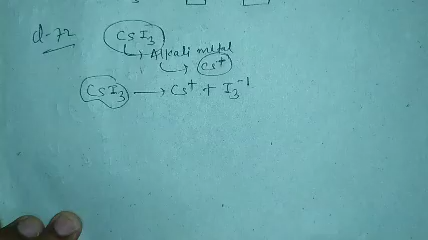 d-72
CsI₃
Alkali metal
Cs⁺
CsI₃ → Cs⁺ + I₃⁻¹